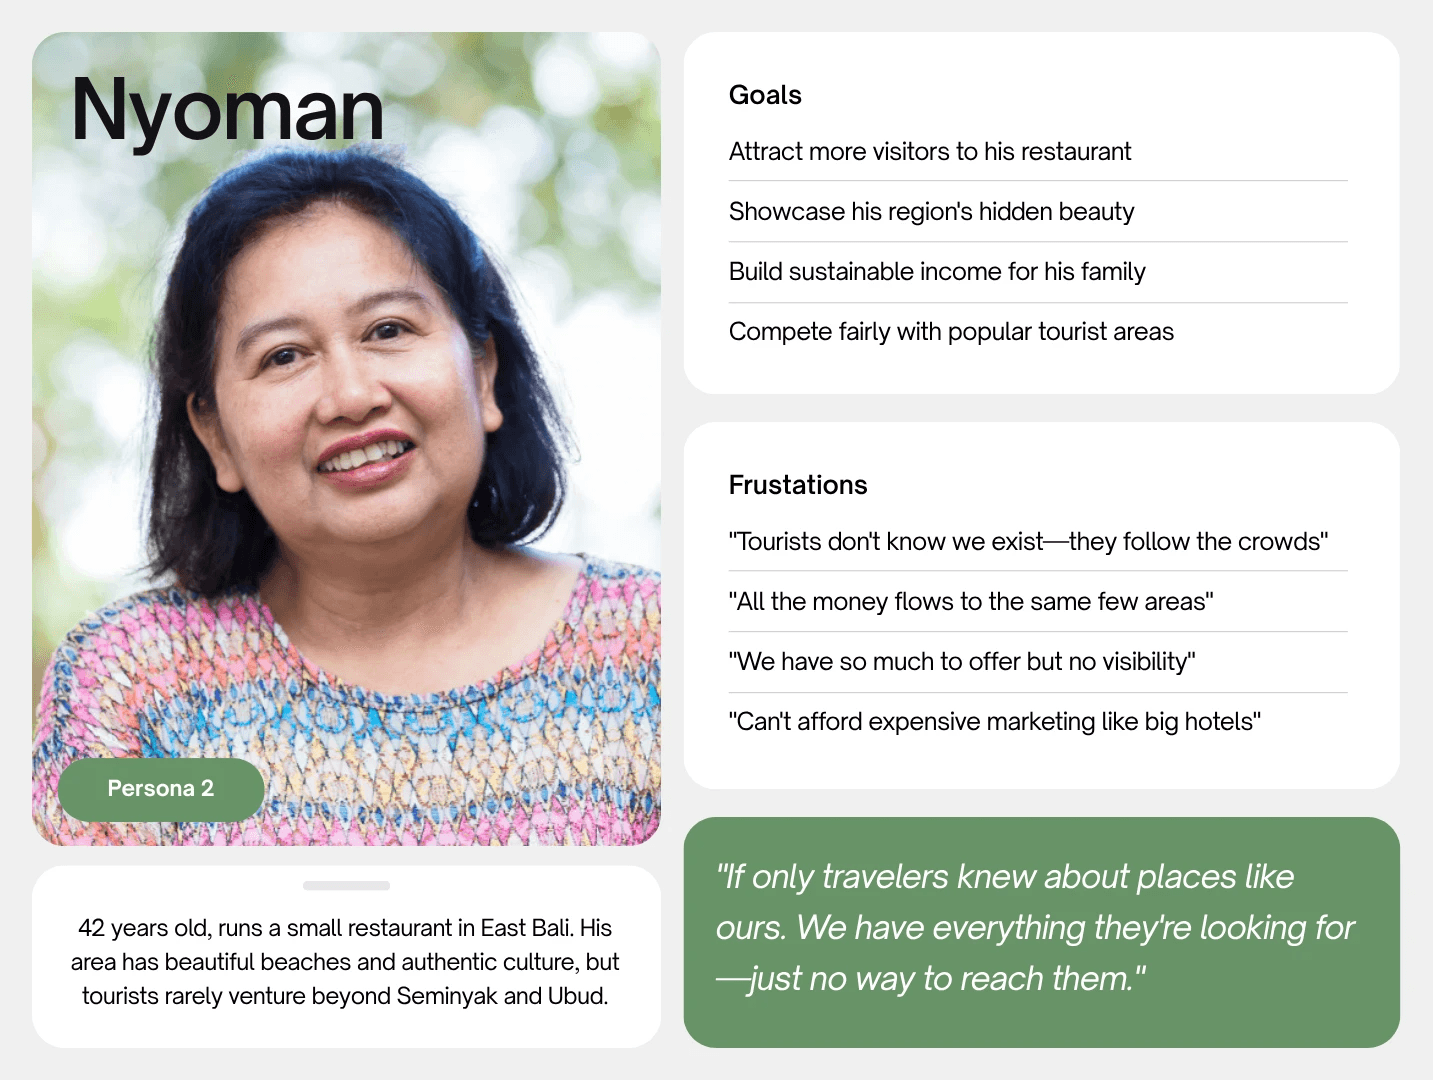 Nyoman
Persona 2
42 years old, runs a small restaurant in East Bali. His
area has beautiful beaches and authentic culture, but
tourists rarely venture beyond Seminyak and Ubud.
Goals
Attract more visitors to his restaurant
Showcase his region's hidden beauty
Build sustainable income for his family
Compete fairly with popular tourist areas
Frustations
"Tourists don't know we exist—they follow the crowds"
"All the money flows to the same few areas"
"We have so much to offer but no visibility"
"Can't afford expensive marketing like big hotels"
"If only travelers knew about places like
ours. We have everything they're looking for
—just no way to reach them."